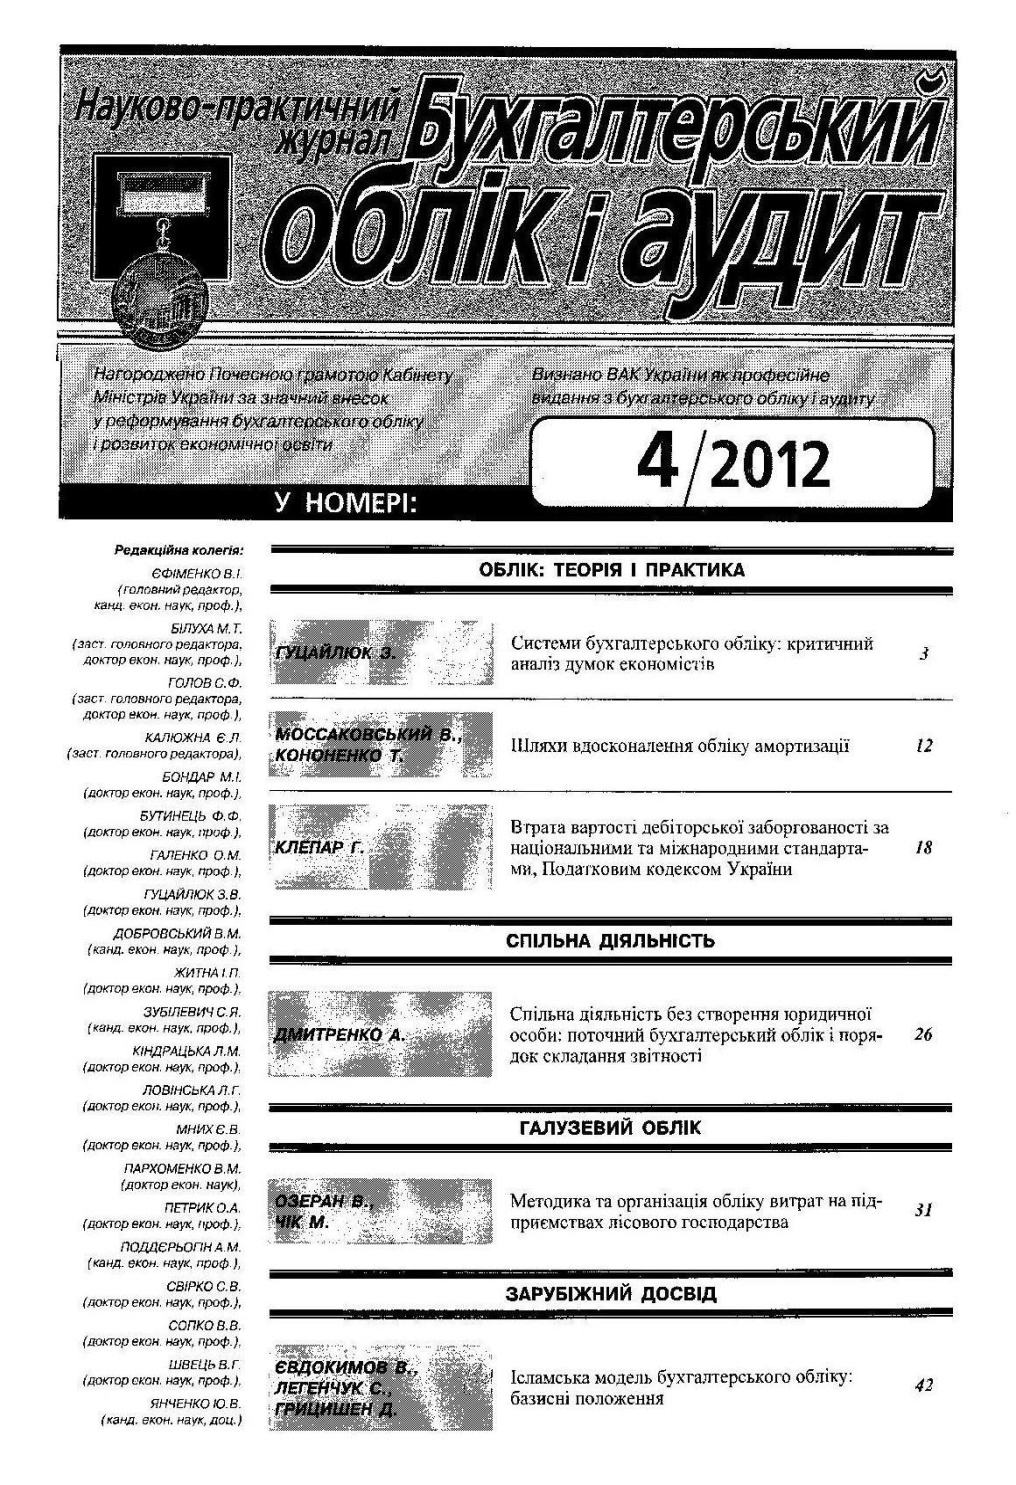 Науково-практичний
журнал
Бухгалтерський
облік і аудит
Нагороджено Почесною грамотою Кабінету
Міністрів України за значний внесок
у реформування бухгалтерського обліку
і розвиток економічної освіти
Визнано ВАК України як професійне
видання з бухгалтерського обліку і аудиту
4/2012
У НОМЕРІ:
Редакційна колегія:
ЄФІМЕНКО В.І.
(головний редактор,
канд. екон. наук, проф.),
БІЛУХА М.Т.
(заст. головного редактора,
доктор екон. наук, проф.),
ГОЛОВ С.Ф.
(заст. головного редактора,
доктор екон. наук, проф.),
КАЛЮЖНА Є.Л.
(заст. головного редактора),
БОНДАР М.І.
(доктор екон. наук, проф.),
БУТИНЕЦЬ Ф.Ф.
(доктор екон. наук, проф.),
ГАЛЕНКО О.М.
(доктор екон. наук, проф.),
ГУЦАЙЛЮК З.В.
(доктор екон. наук, проф.),
ДОБРОВСЬКИЙ В.М.
(канд. екон. наук, проф.),
ЖИТНА І.П.
(доктор екон. наук, проф.),
ЗУБІЛЕВИЧ С.Я.
(канд. екон. наук, проф.),
КІНДРАЦЬКА Л.М.
(доктор екон. наук, проф.),
ЛОВІНСЬКА Л.Г.
(доктор екон. наук, проф.),
МНИХ Є.В.
(доктор екон. наук, проф.),
ПАРХОМЕНКО В.М.
(доктор екон. наук),
ПЕТРИК О.А.
(доктор екон. наук, проф.),
ПОДДЄРЬОГІН А.М.
(канд. екон. наук, проф.),
СВІРКО С.В.
(доктор екон. наук, проф.),
СОПКО В.В.
(доктор екон. наук, проф.),
ШВЕЦЬ В.Г.
(доктор екон. наук, проф.),
ЯНЧЕНКО Ю.В.
(канд. екон. наук, доц.)
ОБЛІК: ТЕОРІЯ І ПРАКТИКА
ГУЦАЙЛЮК З.
Системи бухгалтерського обліку: критичний
аналіз думок економістів
3
МОССАКОВСЬКИЙ В.,
КОНОНЕНКО Т.
Шляхи вдосконалення обліку амортизації
12
КЛЕПАР Г.
Втрата вартості дебіторської заборгованості за
національними та міжнародними стандарта-
ми, Податковим кодексом України
18
СПІЛЬНА ДІЯЛЬНІСТЬ
ДМИТРЕНКО А.
Спільна діяльність без створення юридичної
особи: поточний бухгалтерський облік і поря-
док складання звітності
26
ГАЛУЗЕВИЙ ОБЛІК
ОЗЕРАН В.,
ЧІК М.
Методика та організація обліку витрат на під-
приємствах лісового господарства
31
ЗАРУБІЖНИЙ ДОСВІД
ЄВДОКИМОВ В.,
ЛЕГЕНЧУК С.,
ГРИЦИШЕН Д.
Ісламська модель бухгалтерського обліку:
базисні положення
42